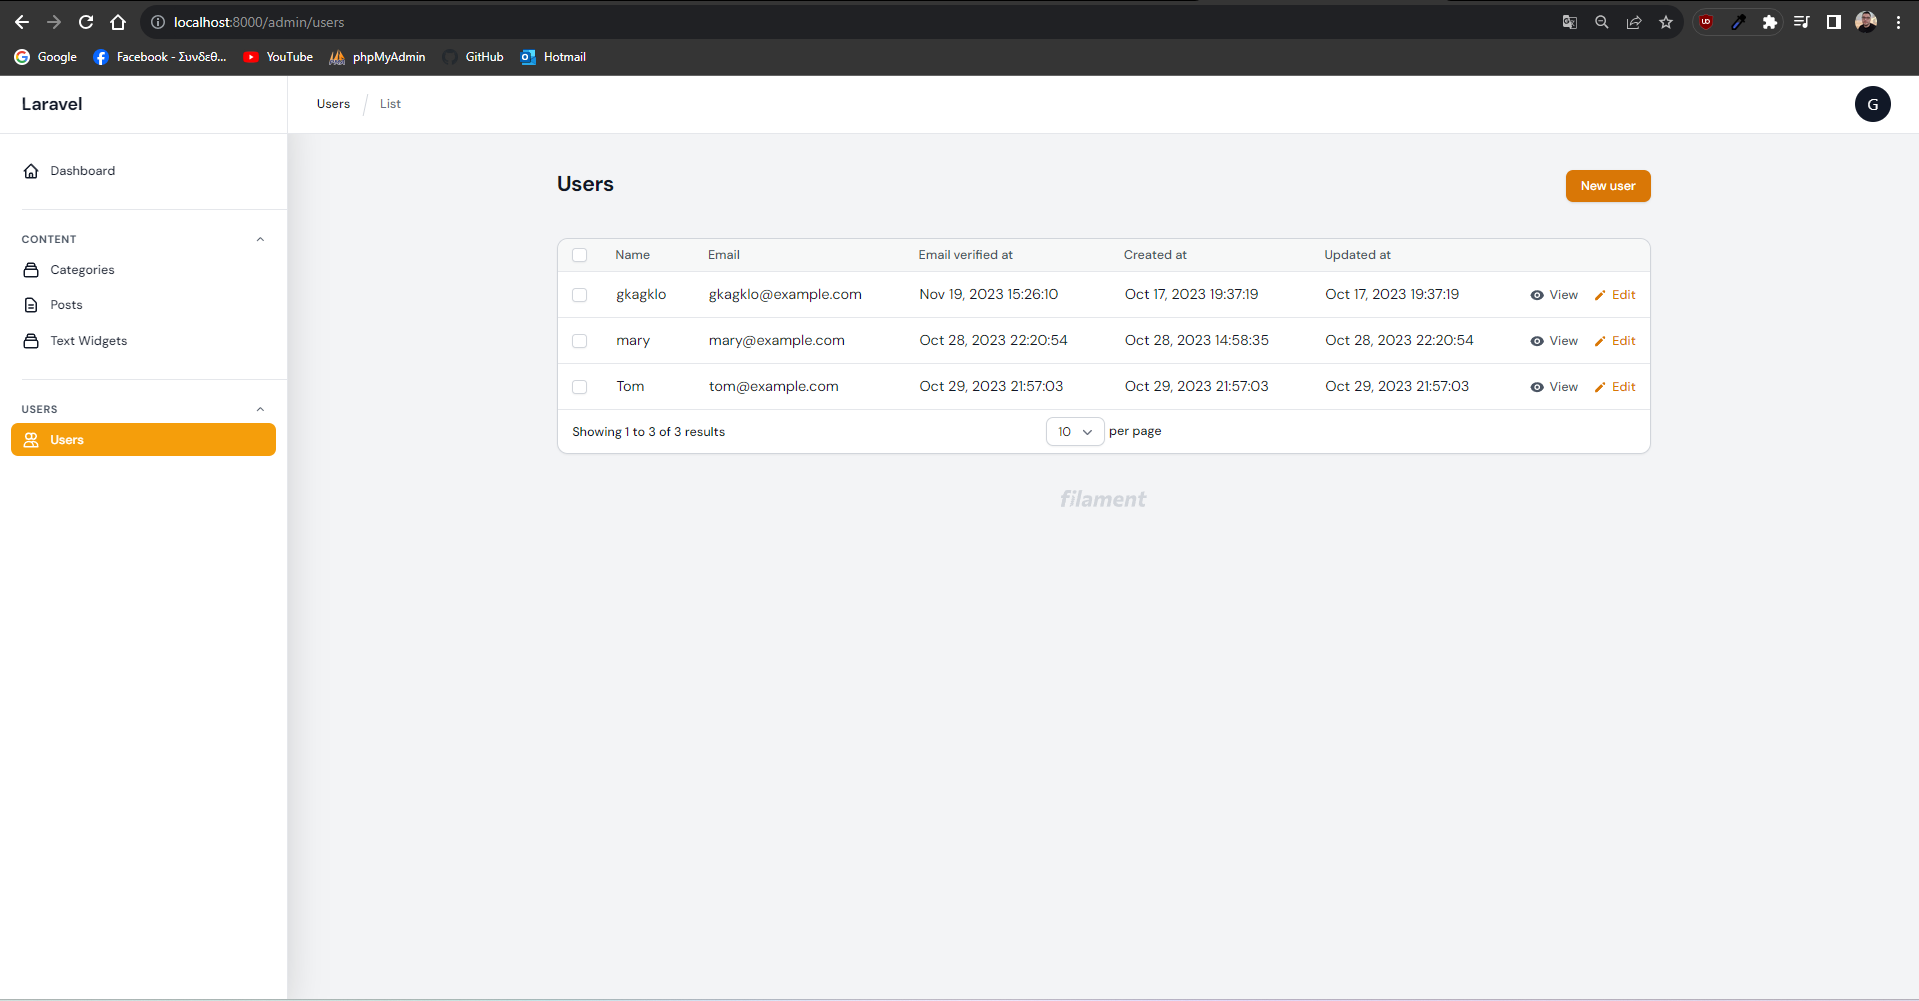 localhost:8000/admin/users
Google Facebook - Συνδεθ... YouTube phpMyAdmin GitHub Hotmail
Laravel
Users / List
G
Dashboard
CONTENT
Categories
Posts
Text Widgets
USERS
Users
Users
New user
Name Email Email verified at Created at Updated at
gkagklo gkagklo@example.com Nov 19, 2023 15:26:10 Oct 17, 2023 19:37:19 Oct 17, 2023 19:37:19 View Edit
mary mary@example.com Oct 28, 2023 22:20:54 Oct 28, 2023 14:58:35 Oct 28, 2023 22:20:54 View Edit
Tom tom@example.com Oct 29, 2023 21:57:03 Oct 29, 2023 21:57:03 Oct 29, 2023 21:57:03 View Edit
Showing 1 to 3 of 3 results 10 per page
filament